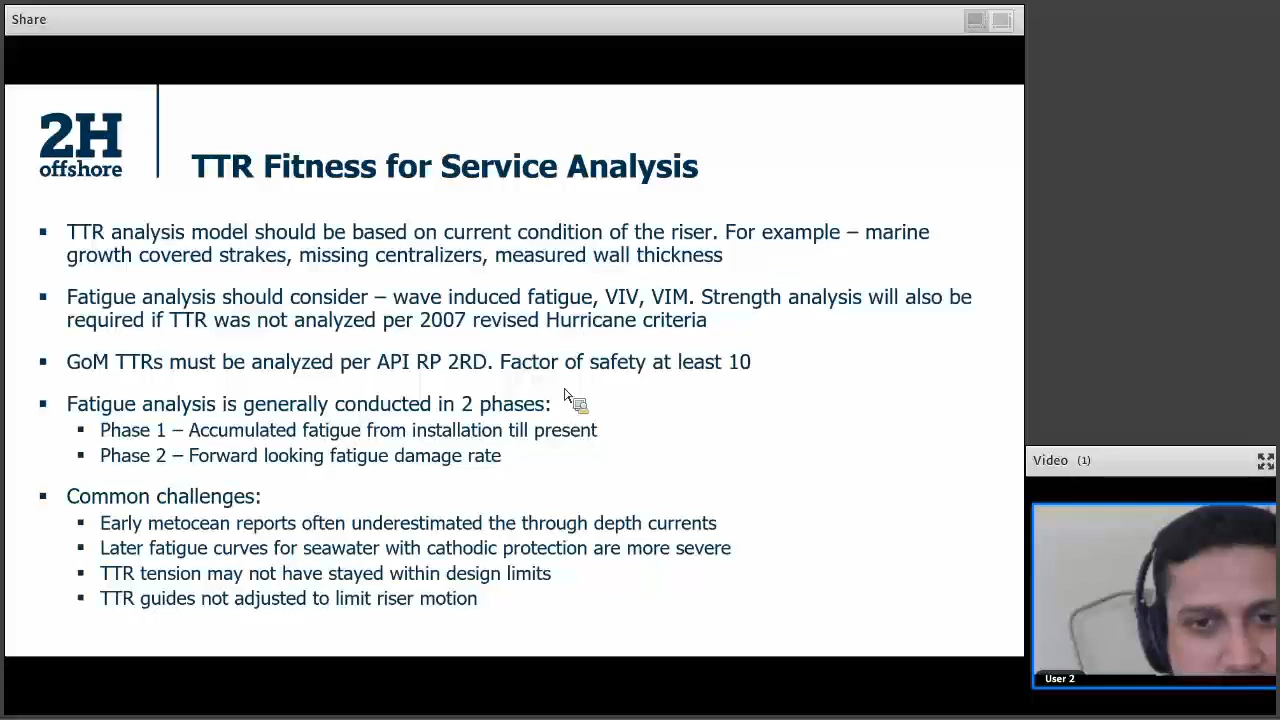 Share
2H
offshore
TTR Fitness for Service Analysis
▪ TTR analysis model should be based on current condition of the riser. For example – marine
growth covered strakes, missing centralizers, measured wall thickness
▪ Fatigue analysis should consider – wave induced fatigue, VIV, VIM. Strength analysis will also be
required if TTR was not analyzed per 2007 revised Hurricane criteria
▪ GoM TTRs must be analyzed per API RP 2RD. Factor of safety at least 10
▪ Fatigue analysis is generally conducted in 2 phases:
▪ Phase 1 – Accumulated fatigue from installation till present
▪ Phase 2 – Forward looking fatigue damage rate
▪ Common challenges:
▪ Early metocean reports often underestimated the through depth currents
▪ Later fatigue curves for seawater with cathodic protection are more severe
▪ TTR tension may not have stayed within design limits
▪ TTR guides not adjusted to limit riser motion
Video (1)
User 2